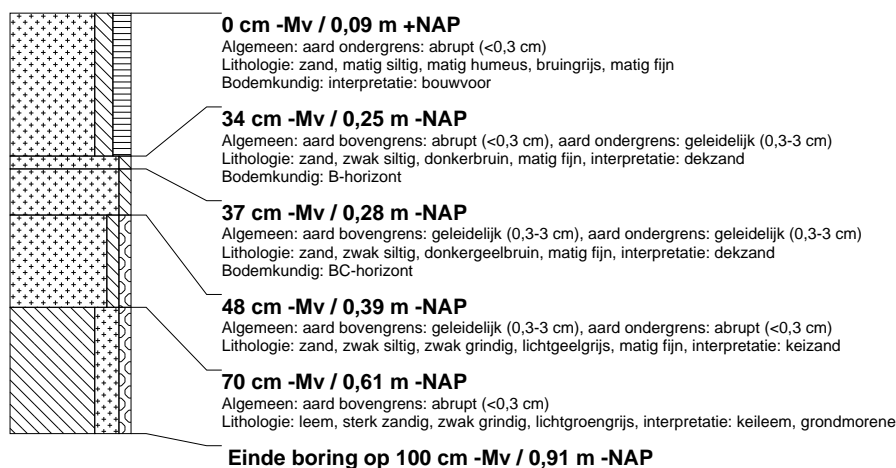 0 cm -Mv / 0,09 m +NAP
Algemeen: aard ondergrens: abrupt (<0,3 cm)
Lithologie: zand, matig siltig, matig humeus, bruingrijs, matig fijn
Bodemkundig: interpretatie: bouwvoor
34 cm -Mv / 0,25 m -NAP
Algemeen: aard bovengrens: abrupt (<0,3 cm), aard ondergrens: geleidelijk (0,3-3 cm)
Lithologie: zand, zwak siltig, donkerbruin, matig fijn, interpretatie: dekzand
Bodemkundig: B-horizont
37 cm -Mv / 0,28 m -NAP
Algemeen: aard bovengrens: geleidelijk (0,3-3 cm), aard ondergrens: geleidelijk (0,3-3 cm)
Lithologie: zand, zwak siltig, donkergeelbruin, matig fijn, interpretatie: dekzand
Bodemkundig: BC-horizont
48 cm -Mv / 0,39 m -NAP
Algemeen: aard bovengrens: geleidelijk (0,3-3 cm), aard ondergrens: abrupt (<0,3 cm)
Lithologie: zand, zwak siltig, zwak grindig, lichtgeelgrijs, matig fijn, interpretatie: keizand
70 cm -Mv / 0,61 m -NAP
Algemeen: aard bovengrens: abrupt (<0,3 cm)
Lithologie: leem, sterk zandig, zwak grindig, lichtgroengrijs, interpretatie: keileem, grondmorene
Einde boring op 100 cm -Mv / 0,91 m -NAP